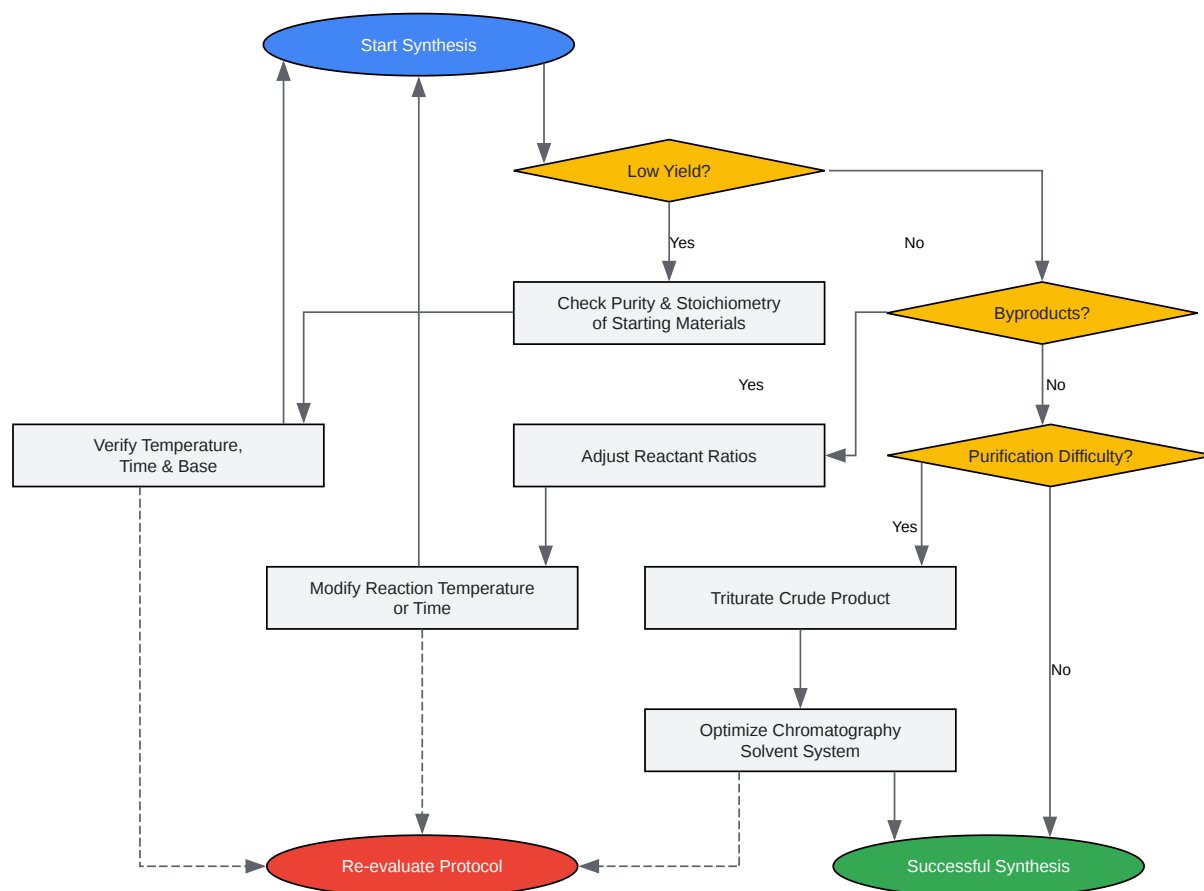 Start Synthesis
Low Yield?
Yes
No
Check Purity & Stoichiometry
of Starting Materials
Byproducts?
Yes
No
Verify Temperature,
Time & Base
Adjust Reactant Ratios
Purification Difficulty?
Yes
Modify Reaction Temperature
or Time
Triturate Crude Product
No
Optimize Chromatography
Solvent System
Re-evaluate Protocol
Successful Synthesis